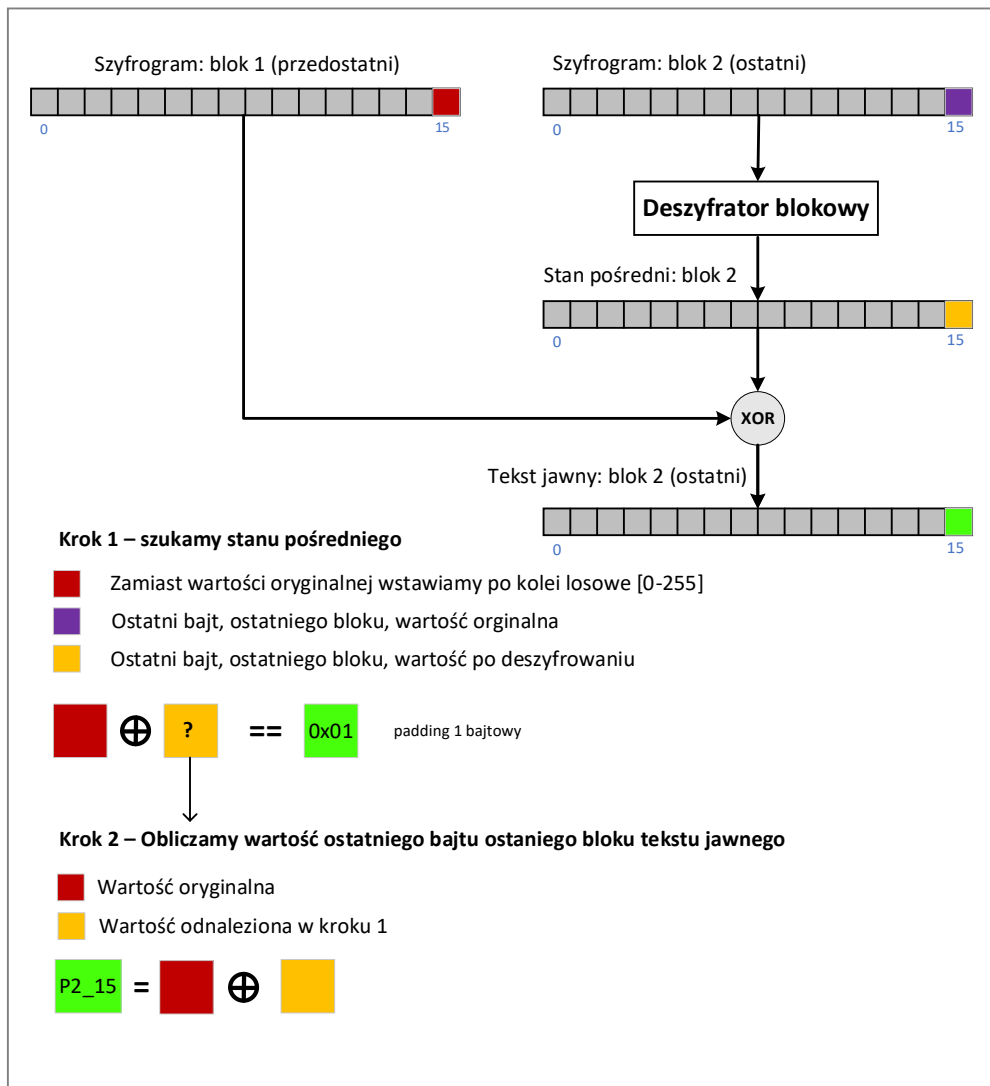 Szyfrogram: blok 1 (przedostatni)
Szyfrogram: blok 2 (ostatni)
0
15
0
15
Deszyfrator blokowy
Stan pośredni: blok 2
0
15
XOR
Tekst jawny: blok 2 (ostatni)
0
15
Krok 1 – szukamy stanu pośredniego
Zamiast wartości oryginalnej wstawiamy po kolei losowe [0-255]
Ostatni bajt, ostatniego bloku, wartość orginalna
Ostatni bajt, ostatniego bloku, wartość po deszyfrowaniu
⊕ ? == 0x01 padding 1 bajtowy
Krok 2 – Obliczamy wartość ostatniego bajtu ostaniego bloku tekstu jawnego
Wartość oryginalna
Wartość odnaleziona w kroku 1
P2_15 = ⊕